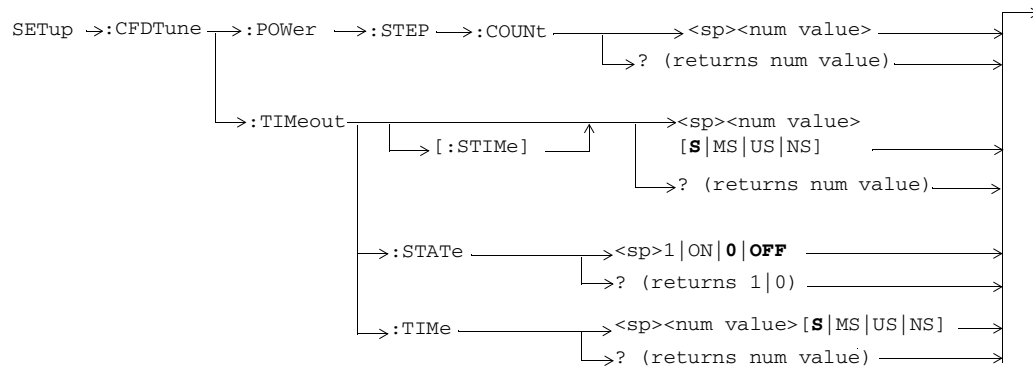 SETup :CFDTune :POWer :STEP :COUNt <sp><num value>
? (returns num value)
:TIMeout <sp><num value>
[:STIMe] [S|MS|US|NS]
? (returns num value)
:STATe <sp>1|ON|0|OFF
? (returns 1|0)
:TIMe <sp><num value>[S|MS|US|NS]
? (returns num value)